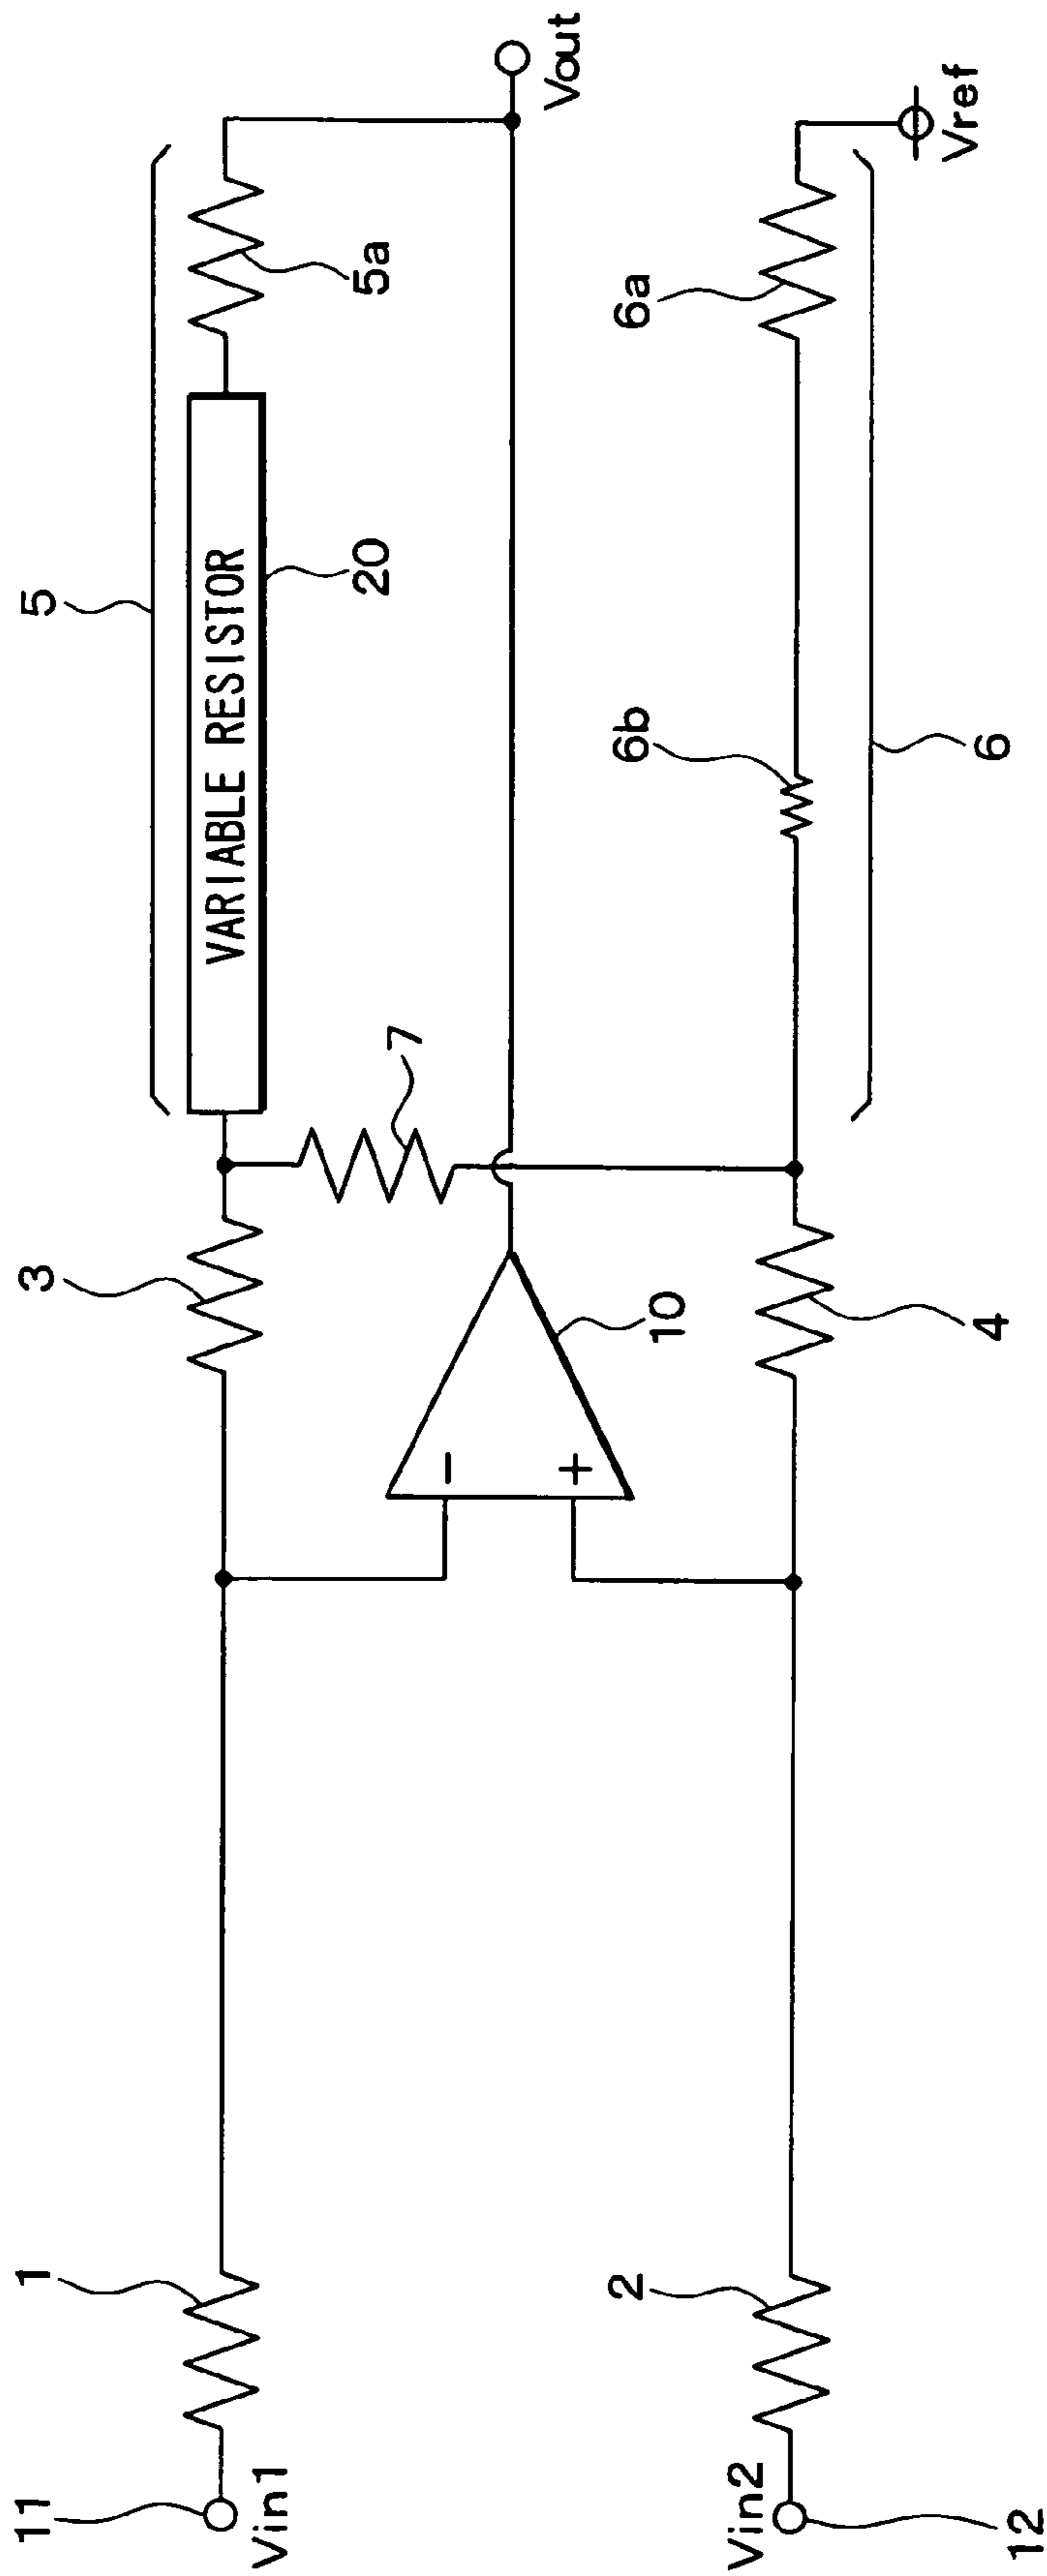 5
5a
VARIABLE RESISTOR
20
3
7
1
11
Vin1
10
−
+
Vout
6a
6b
Vref
6
4
2
Vin2
12